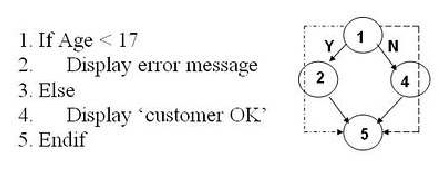 1. If Age < 17
2. Display error message
3. Else
4. Display ‘customer OK’
5. Endif
1
Y N
2 4
5